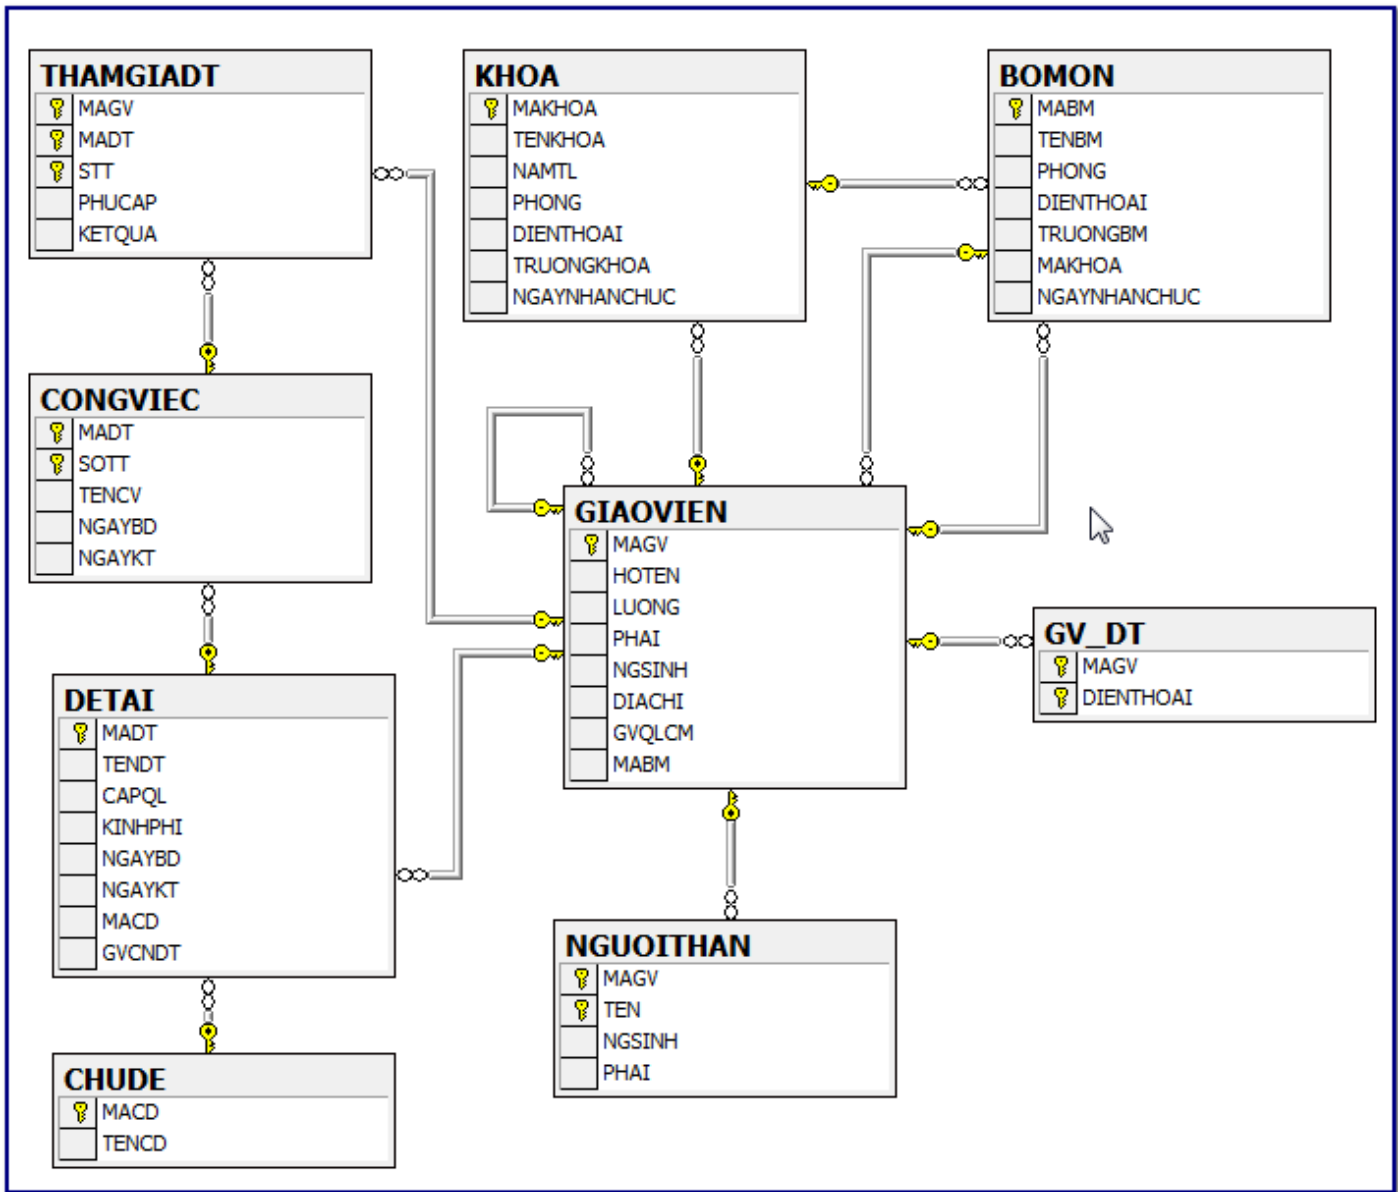 THAMGIADT
MAGV
MADT
STT
PHUCAP
KETQUA
KHOA
MAKHOA
TENKHOA
NAMTL
PHONG
DIENTHOAI
TRUONGKHOA
NGAYNHANCHUC
BOMON
MABM
TENBM
PHONG
DIENTHOAI
TRUONGBM
MAKHOA
NGAYNHANCHUC
CONGVIEC
MADT
SOTT
TENCV
NGAYBD
NGAYKT
GIAOVIEN
MAGV
HOTEN
LUONG
PHAI
NGSINH
DIACHI
GVQLCM
MABM
GV_DT
MAGV
DIENTHOAI
DETAI
MADT
TENDT
CAPQL
KINHPHI
NGAYBD
NGAYKT
MACD
GVCNDT
NGUOITHAN
MAGV
TEN
NGSINH
PHAI
CHUDE
MACD
TENCD